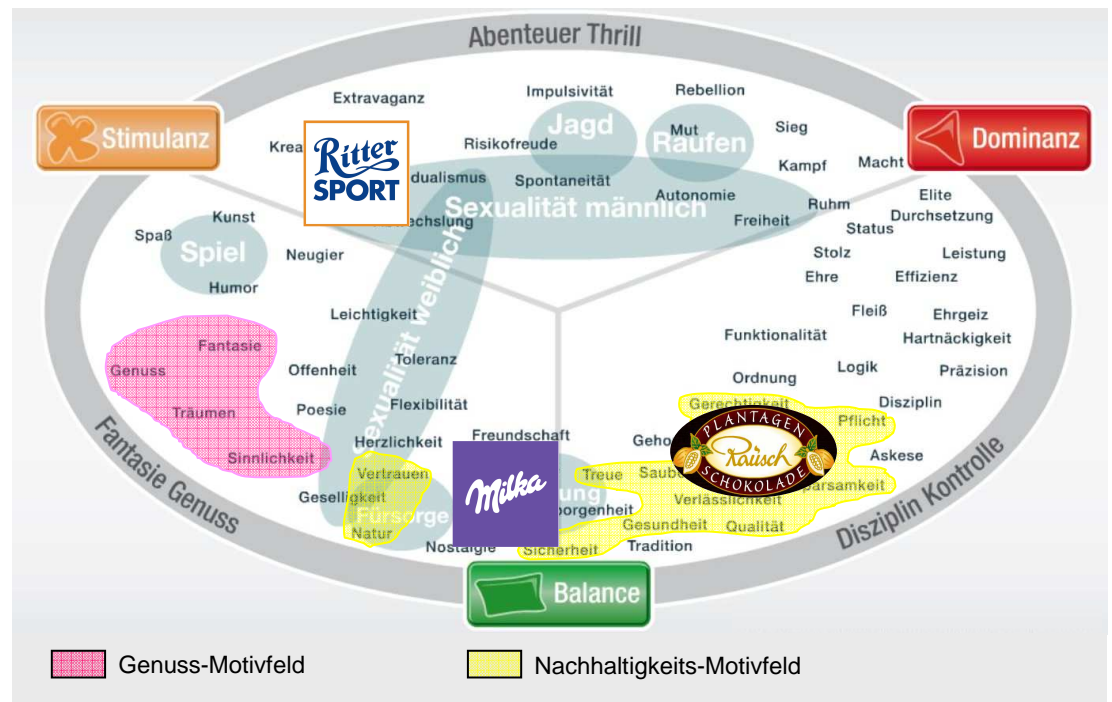 Abenteuer Thrill
Stimulanz
Dominanz
Extravaganz
Impulsivität
Rebellion
Jagd
Mut
Raufen
Sieg
Krea
Ritter
SPORT
Risikofreude
Kampf
Macht
dualismus
Spontaneität
Autonomie
Elite
Sexualität männlich
Ruhm
Durchsetzung
Kunst
echslung
Freiheit
Status
Spaß
Spiel
Neugier
Stolz
Leistung
Humor
Ehre
Effizienz
Leichtigkeit
Sexualität weiblich
Fleiß
Ehrgeiz
Funktionalität
Hartnäckigkeit
Fantasie
Toleranz
Genuss
Offenheit
Logik
Präzision
Ordnung
Träumen
Poesie
Flexibilität
Gerechtigkeit
Disziplin
PLANTAGEN
Rausch
SCHOKOLADE
Pflicht
Herzlichkeit
Freundschaft
Geho
Sinnlichkeit
Askese
Vertrauen
Treue
Saube
Milka
parsamkeit
Geselligkeit
ung
Verlässlichkeit
Fürsorge
borgenheit
Gesundheit
Qualität
Natur
Nostalgie
Sicherheit
Tradition
Fantasie Genuss
Disziplin Kontrolle
Balance
Genuss-Motivfeld
Nachhaltigkeits-Motivfeld